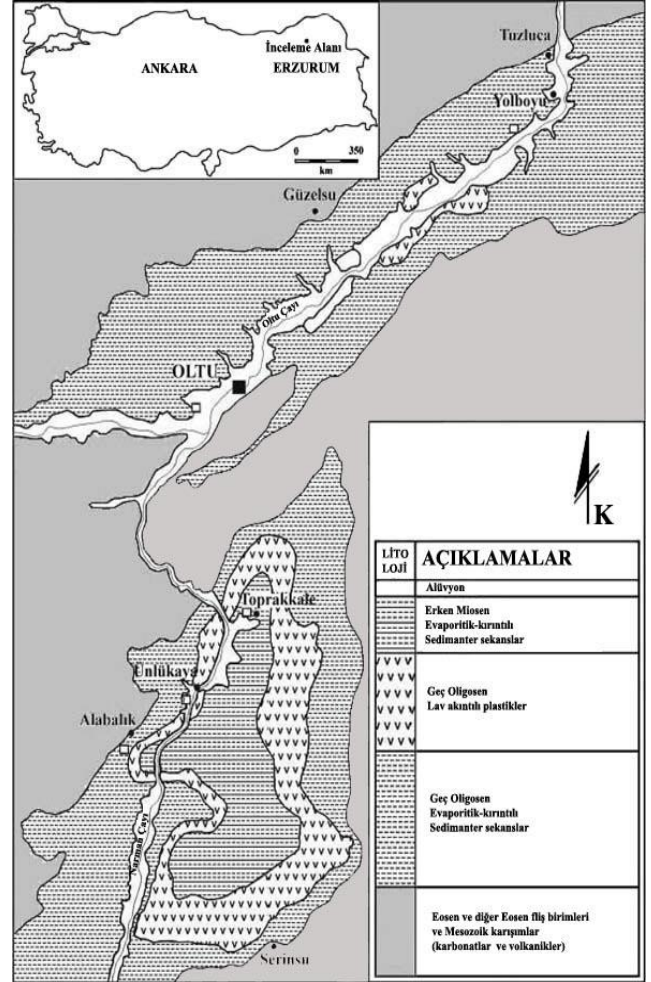 İnceleme Alanı
ANKARA
ERZURUM
0 350
km
Tuzluca
Yolboyu
Güzelsu
Oltu Çayı
OLTU
K
Toprakkale
Ünlükaya
Alabalık
Narman Çayı
Serinsu
LİTO
LOJİ
AÇIKLAMALAR
Alüvyon
Erken Miosen
Evaporitik-kırıntılı
Sedimanter sekanslar
Geç Oligosen
Lav akıntılı plastikler
Geç Oligosen
Evaporitik-kırıntılı
Sedimanter sekanslar
Eosen ve diğer Eosen fliş birimleri
ve Mesozoik karışımlar
(karbonatlar ve volkanikler)